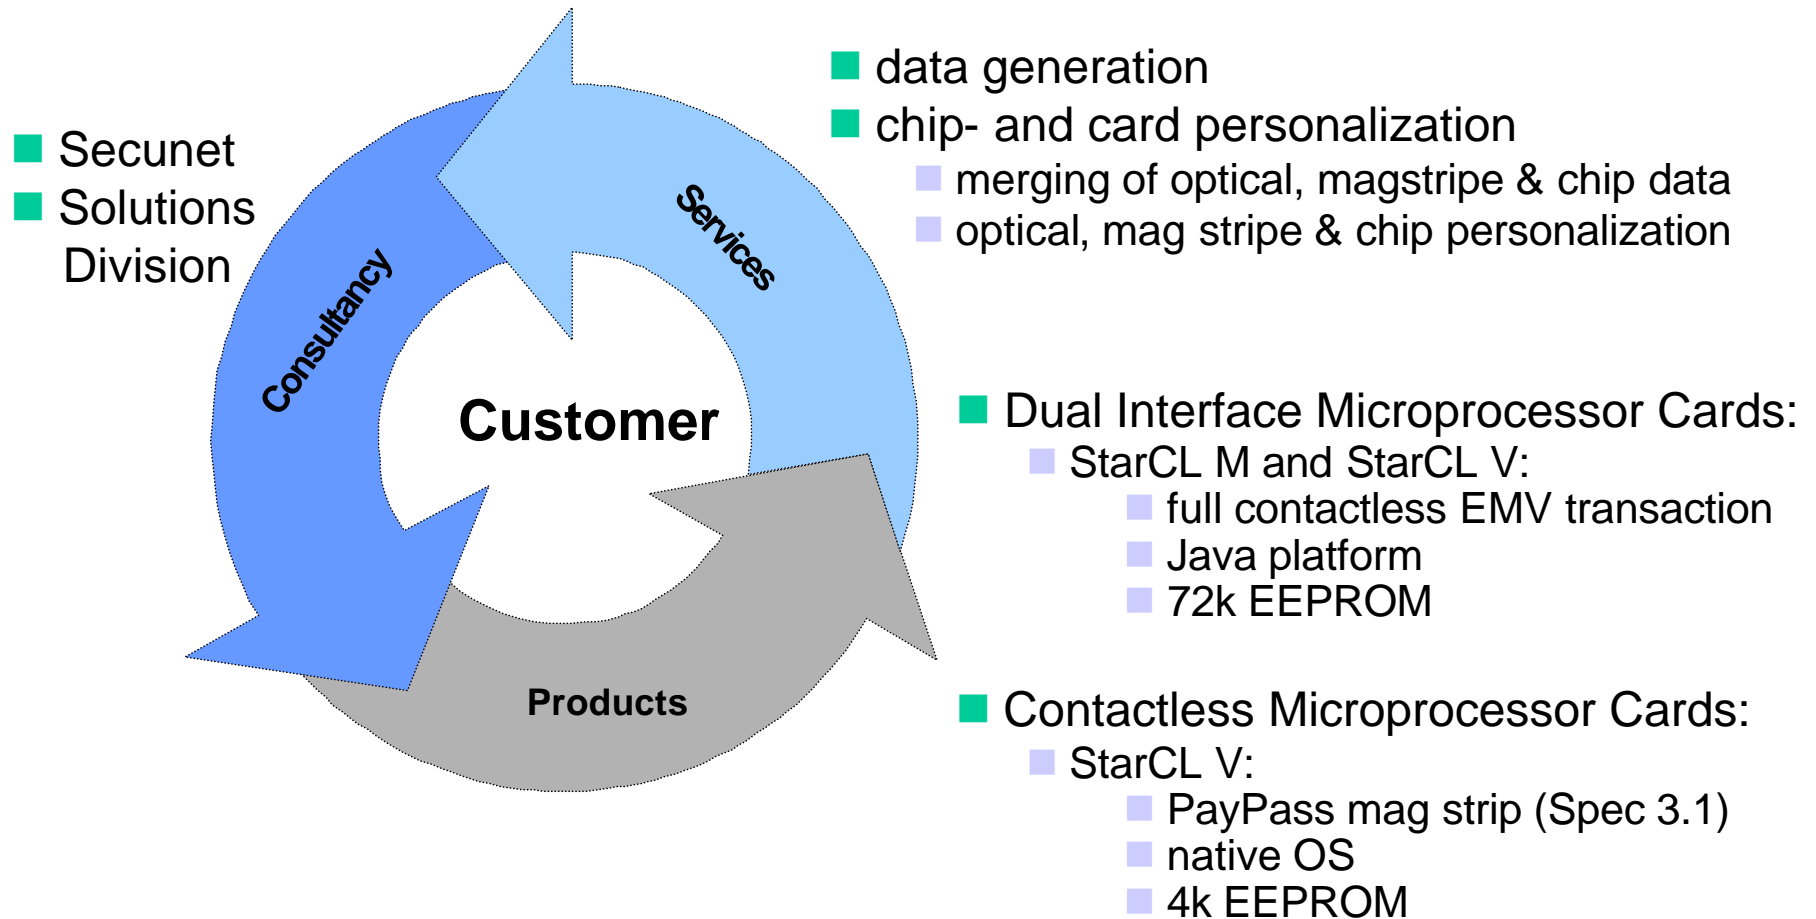 Secunet
Solutions
Division
Consultancy
Services
Customer
Products
data generation
chip- and card personalization
merging of optical, magstripe & chip data
optical, mag stripe & chip personalization
Dual Interface Microprocessor Cards:
StarCL M and StarCL V:
full contactless EMV transaction
Java platform
72k EEPROM
Contactless Microprocessor Cards:
StarCL V:
PayPass mag strip (Spec 3.1)
native OS
4k EEPROM